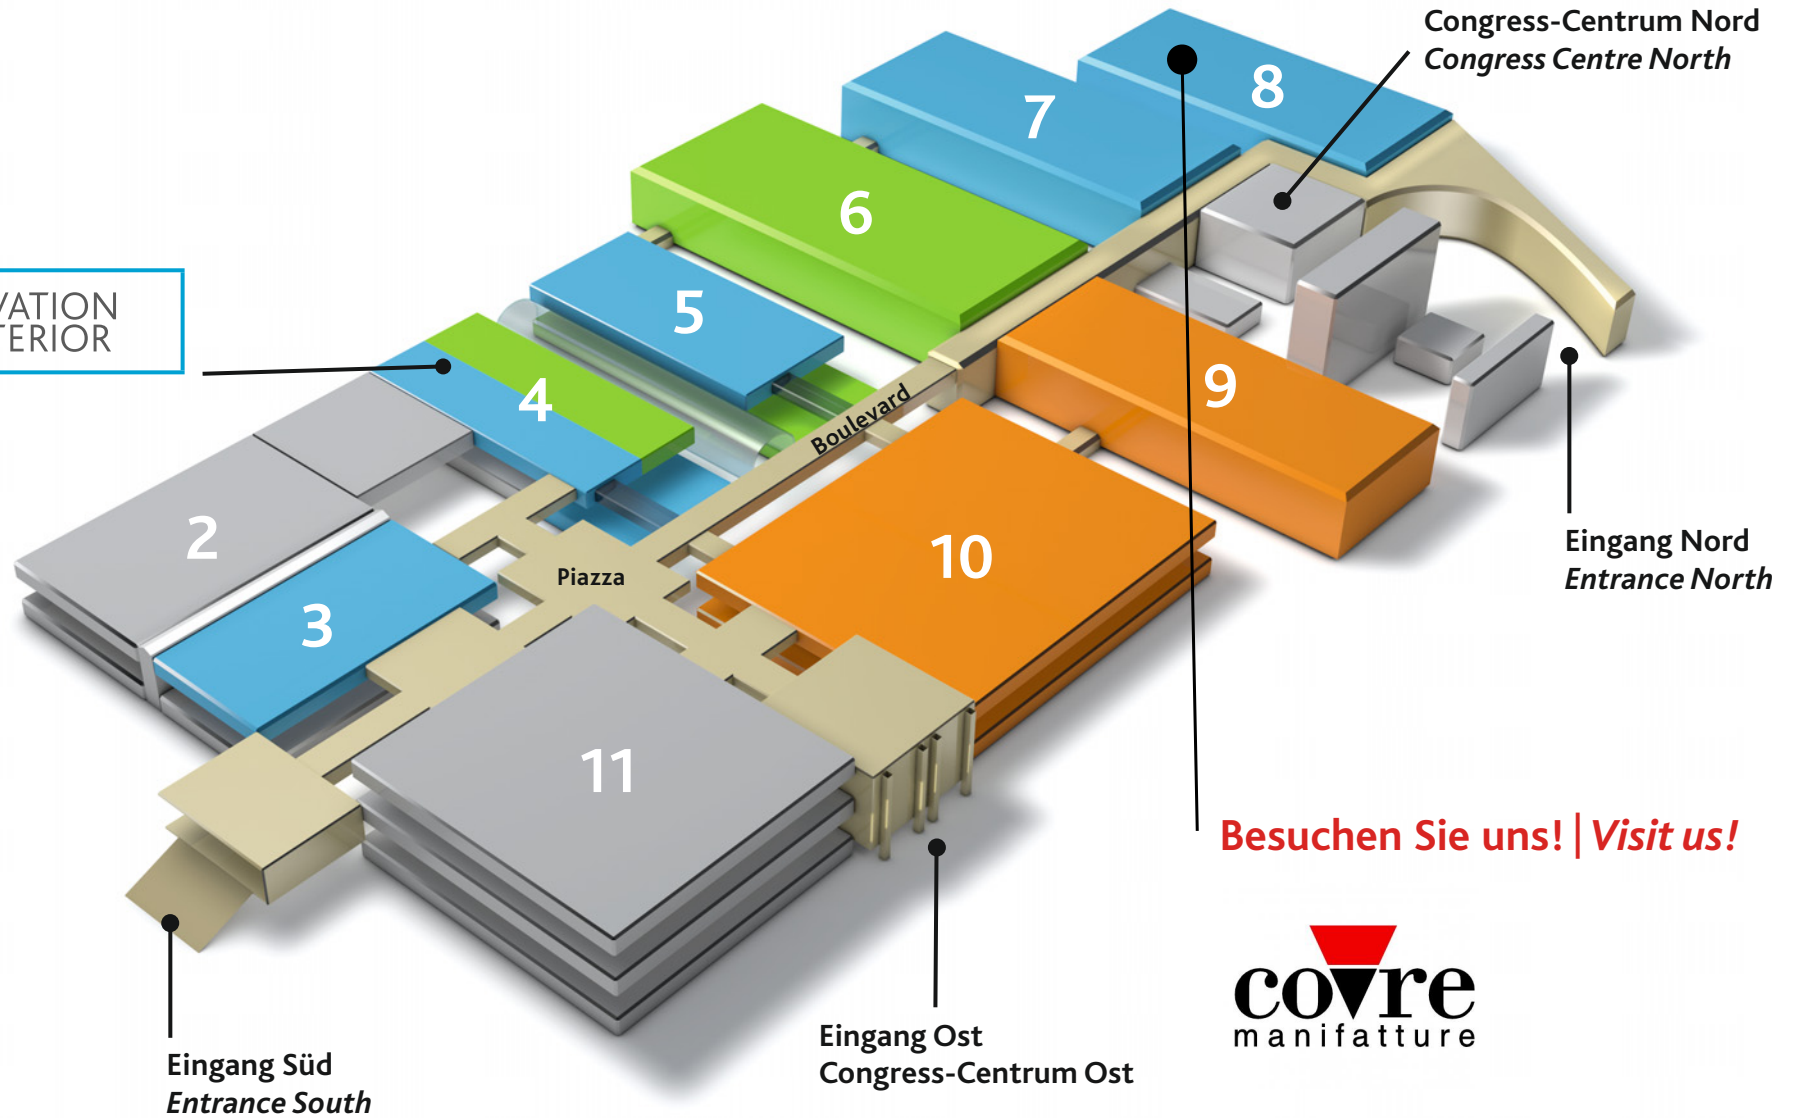 Congress-Centrum Nord
Congress Centre North
8
7
6
5
4
9
10
2
3
11
Boulevard
Piazza
Eingang Nord
Entrance North
Besuchen Sie uns! | Visit us!
covre
manifatture
Eingang Ost
Congress-Centrum Ost
Eingang Süd
Entrance South